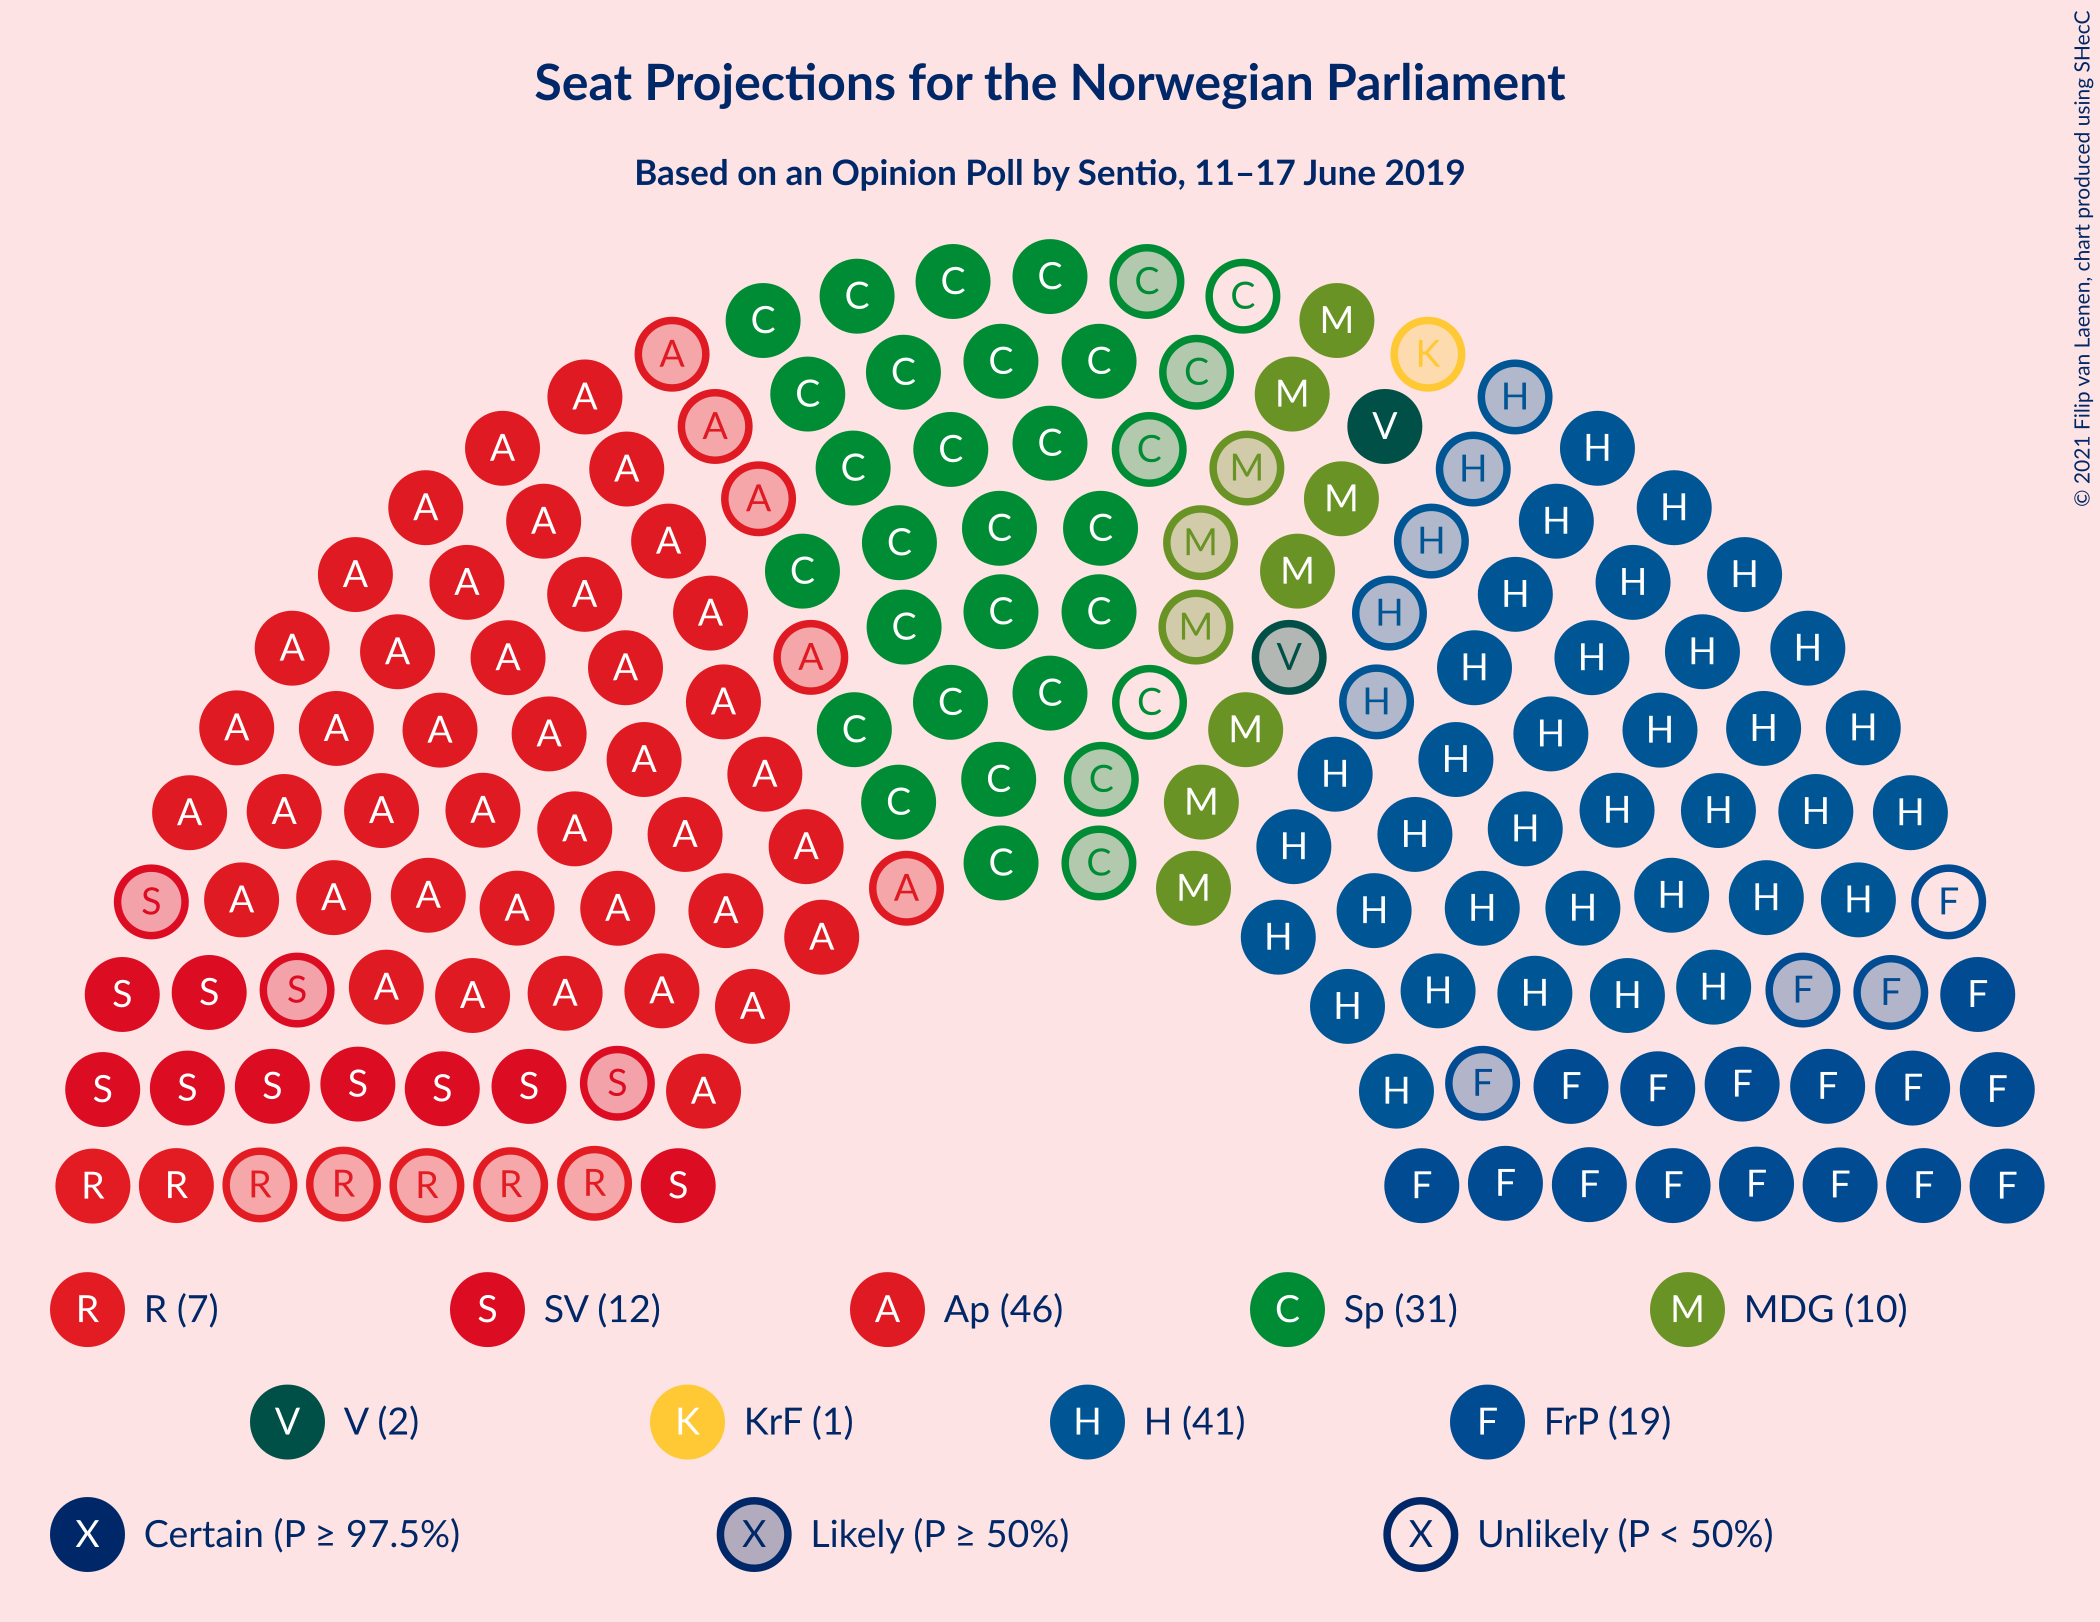 © 2021 Filip van Laenen, chart produced using SHecC
Seat Projections for the Norwegian Parliament
Based on an Opinion Poll by Sentio, 11–17 June 2019
C C C C C C M
A C C C C K
A C M H
A V
A C C C H
A C M H
A A M H
A A C C C M H H
A A C M H H
A A C C C M H H
A A A A A V H H H H
A C C C H
A A A A C M H H H H
A A C C H H
A A A A A A C M H H H H H H
A C C H
S A A A A A A A M H H H H H H F
A H
S S S A A A A A H H H H H F F F
S S S S S S S A H F F F F F F F
R R R R R R R S F F F F F F F F
R R (7) S SV (12) A Ap (46) C Sp (31) M MDG (10)
V V (2) K KrF (1) H H (41) F FrP (19)
X Certain (P ≥ 97.5%) X Likely (P ≥ 50%) X Unlikely (P < 50%)